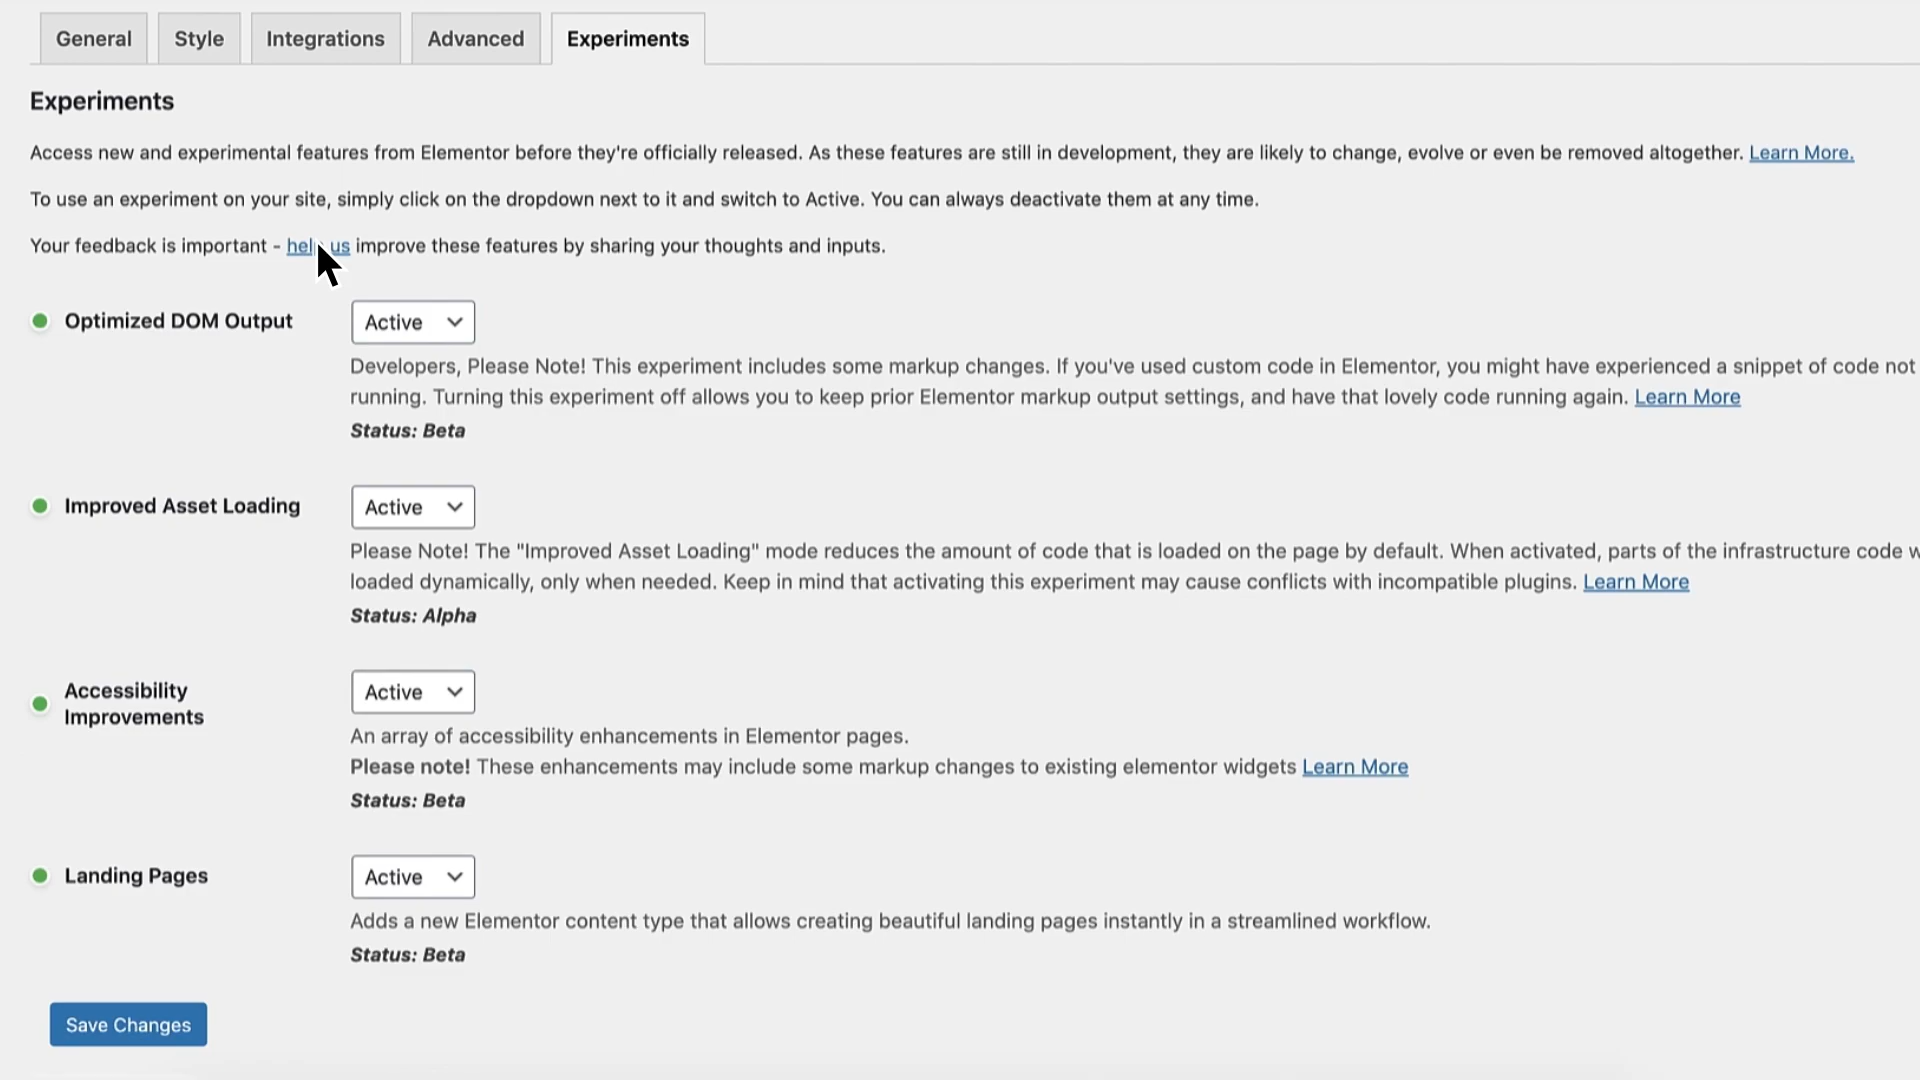 General Style Integrations Advanced Experiments
Experiments
Access new and experimental features from Elementor before they're officially released. As these features are still in development, they are likely to change, evolve or even be removed altogether. Learn More.
To use an experiment on your site, simply click on the dropdown next to it and switch to Active. You can always deactivate them at any time.
Your feedback is important - help us improve these features by sharing your thoughts and inputs.
Optimized DOM Output Active
Developers, Please Note! This experiment includes some markup changes. If you've used custom code in Elementor, you might have experienced a snippet of code not
running. Turning this experiment off allows you to keep prior Elementor markup output settings, and have that lovely code running again. Learn More
Status: Beta
Improved Asset Loading Active
Please Note! The "Improved Asset Loading" mode reduces the amount of code that is loaded on the page by default. When activated, parts of the infrastructure code
loaded dynamically, only when needed. Keep in mind that activating this experiment may cause conflicts with incompatible plugins. Learn More
Status: Alpha
Accessibility
Improvements Active
An array of accessibility enhancements in Elementor pages.
Please note! These enhancements may include some markup changes to existing elementor widgets Learn More
Status: Beta
Landing Pages Active
Adds a new Elementor content type that allows creating beautiful landing pages instantly in a streamlined workflow.
Status: Beta
Save Changes